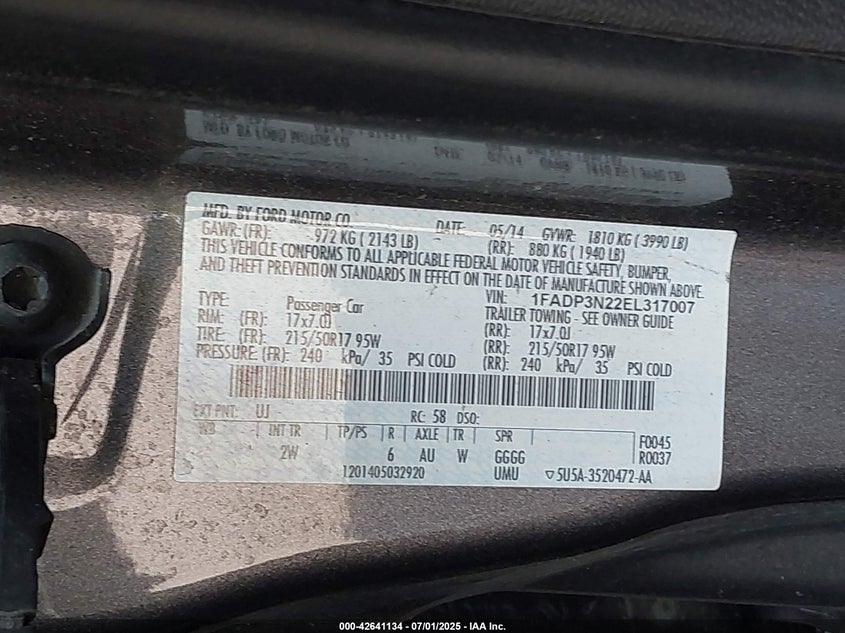 MFD. BY FORD MOTOR CO. DATE: 05/14 GVWR: 1810 KG ( 3990 LB)
GAWR: (FR): 972 KG ( 2143 LB) (RR): 880 KG ( 1940 LB)
THIS VEHICLE CONFORMS TO ALL APPLICABLE FEDERAL MOTOR VEHICLE SAFETY, BUMPER,
AND THEFT PREVENTION STANDARDS IN EFFECT ON THE DATE OF MANUFACTURE SHOWN ABOVE.
VIN: 1FADP3N22EL317007
TYPE: Passenger Car TRAILER TOWING - SEE OWNER GUIDE
RIM: (FR): 17x7.0J (RR): 17x7.0J
TIRE: (FR): 215/50R17 95W (RR): 215/50R17 95W
PRESSURE: (FR): 240 kPa/ 35 PSI COLD (RR): 240 kPa/ 35 PSI COLD
EXT PNT: UJ RC: 58 DSO:
WB INT TR TP/PS R AXLE TR SPR F0045
2W 6 AU W GGGG R0037
1201405032920 UMU ▽5U5A-3520472-AA
000-42641134 - 07/01/2025 - IAA Inc.